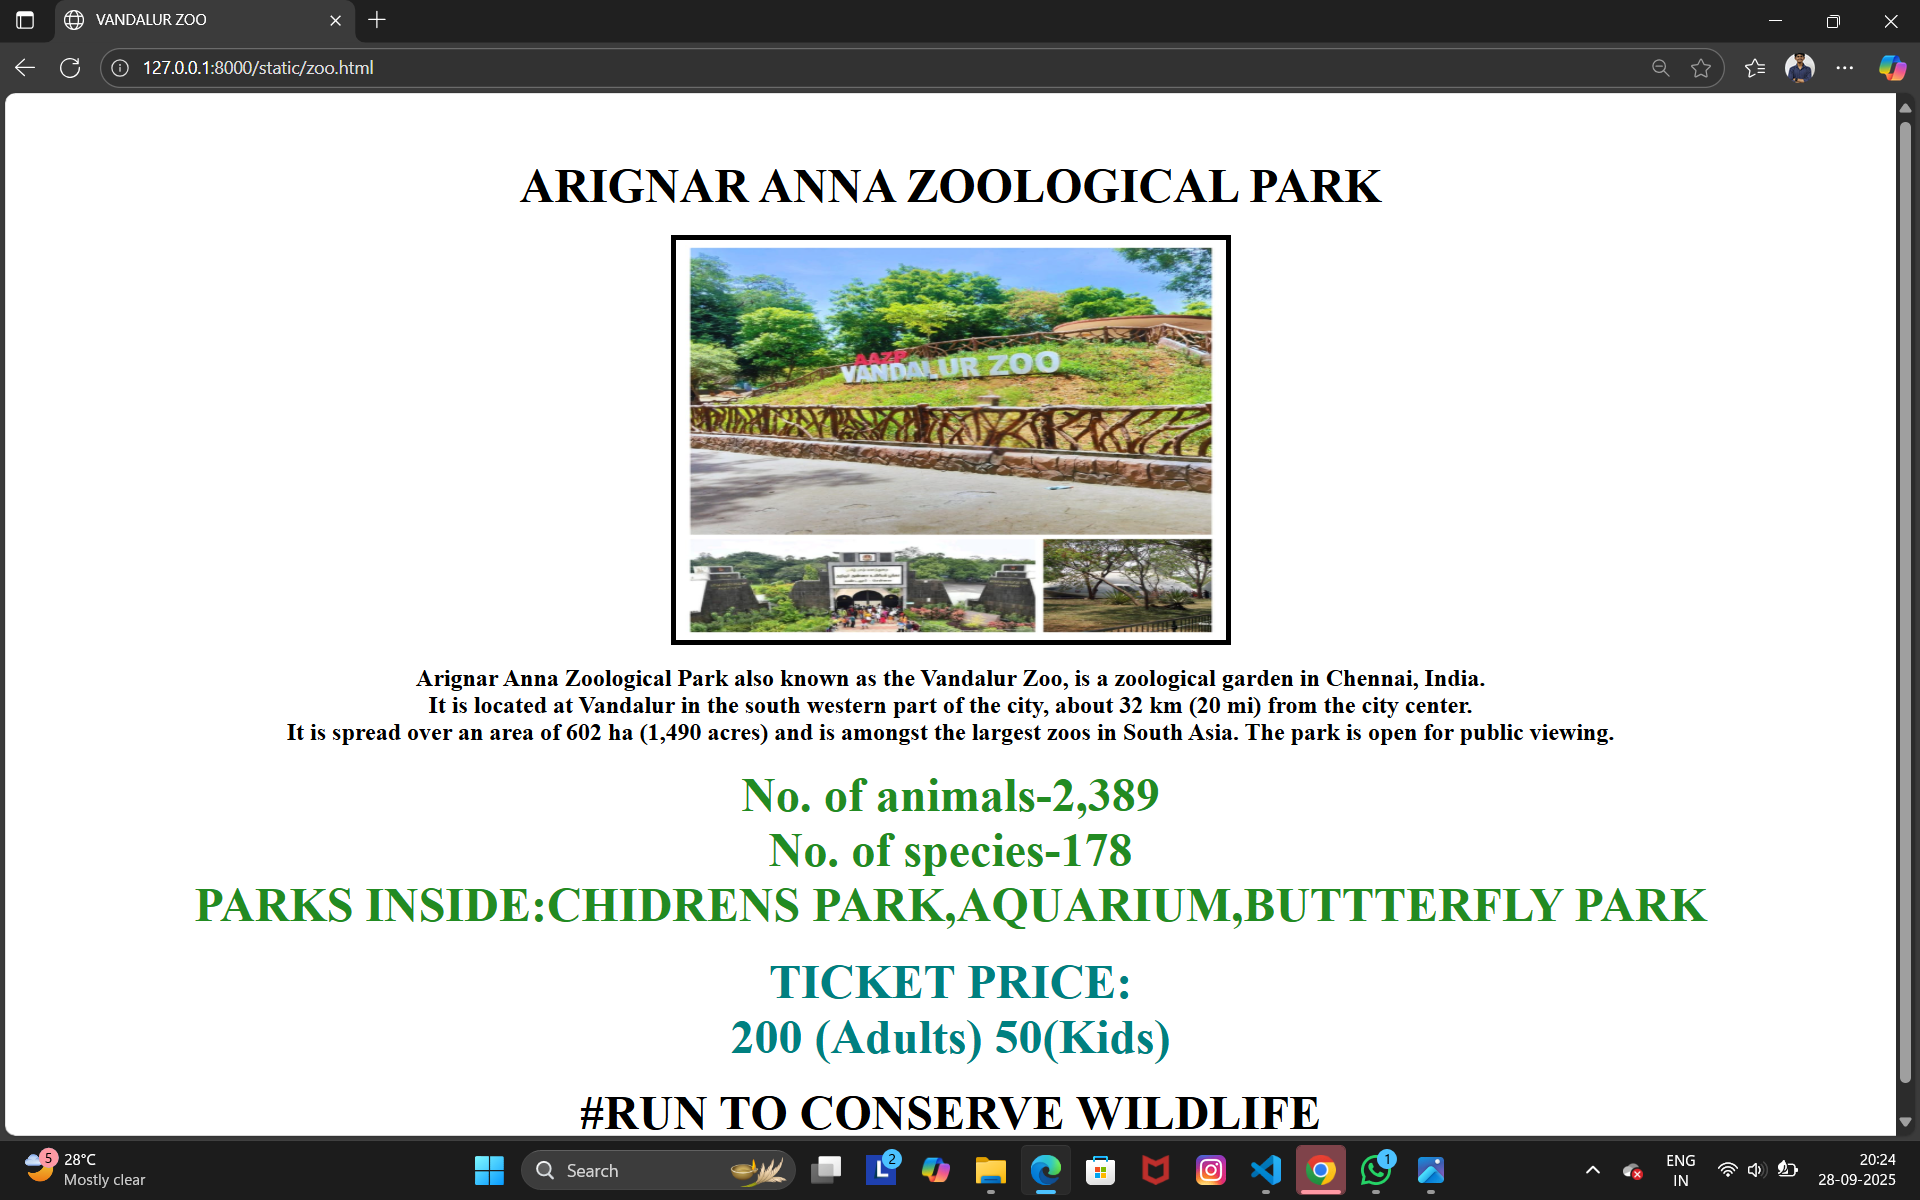 VANDALUR ZOO
127.0.0.1:8000/static/zoo.html
ARIGNAR ANNA ZOOLOGICAL PARK
AAZP
VANDALUR ZOO
Arignar Anna Zoological Park also known as the Vandalur Zoo, is a zoological garden in Chennai, India.
It is located at Vandalur in the south western part of the city, about 32 km (20 mi) from the city center.
It is spread over an area of 602 ha (1,490 acres) and is amongst the largest zoos in South Asia. The park is open for public viewing.
No. of animals-2,389
No. of species-178
PARKS INSIDE:CHIDRENS PARK,AQUARIUM,BUTTTERFLY PARK
TICKET PRICE:
200 (Adults) 50(Kids)
#RUN TO CONSERVE WILDLIFE
5
28°C
Mostly clear
Search
L
2
1
ENG
IN
20:24
28-09-2025